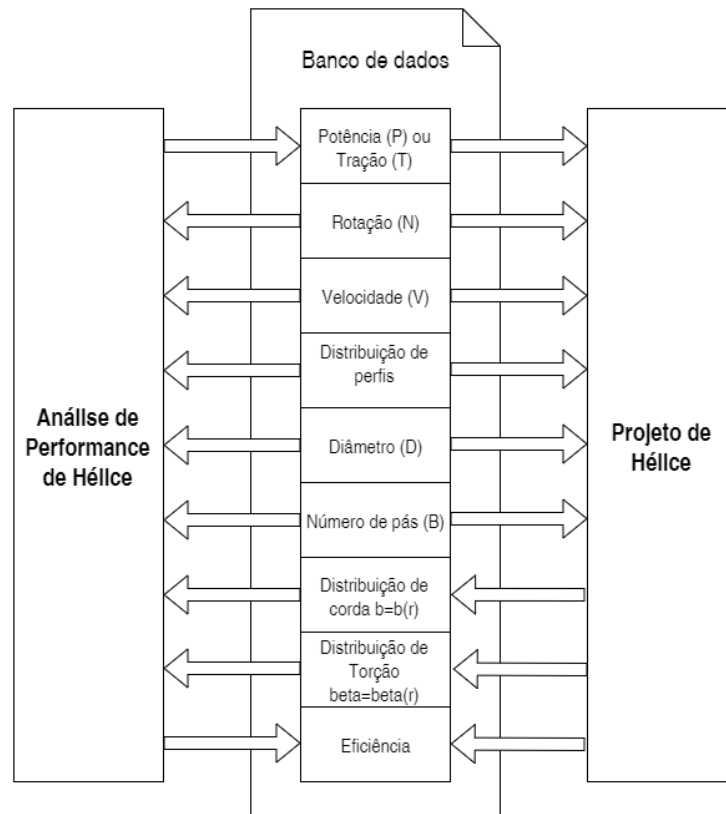 Banco de dados
Potência (P) ou
Tração (T)
Rotação (N)
Velocidade (V)
Distribuição de
perfis
Diâmetro (D)
Número de pás (B)
Distribuição de
corda b=b(r)
Distribuição de
Torção
beta=beta(r)
Eficiência
Análise de
Performance
de Hélice
Projeto de
Hélice